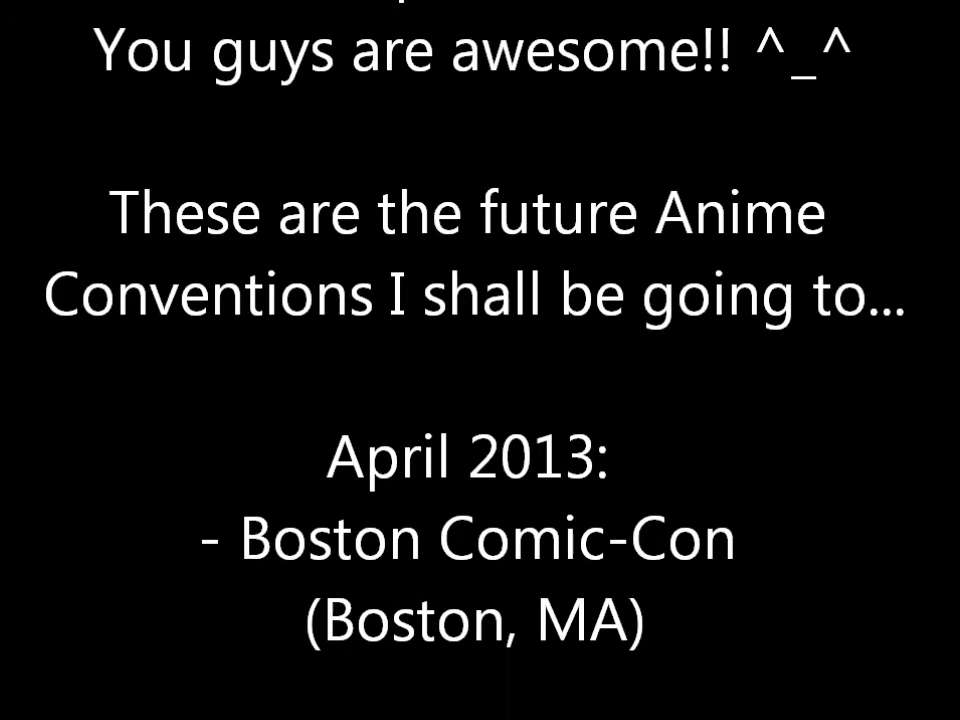 You guys are awesome!! ^_^
These are the future Anime
Conventions I shall be going to...
April 2013:
- Boston Comic-Con
(Boston, MA)